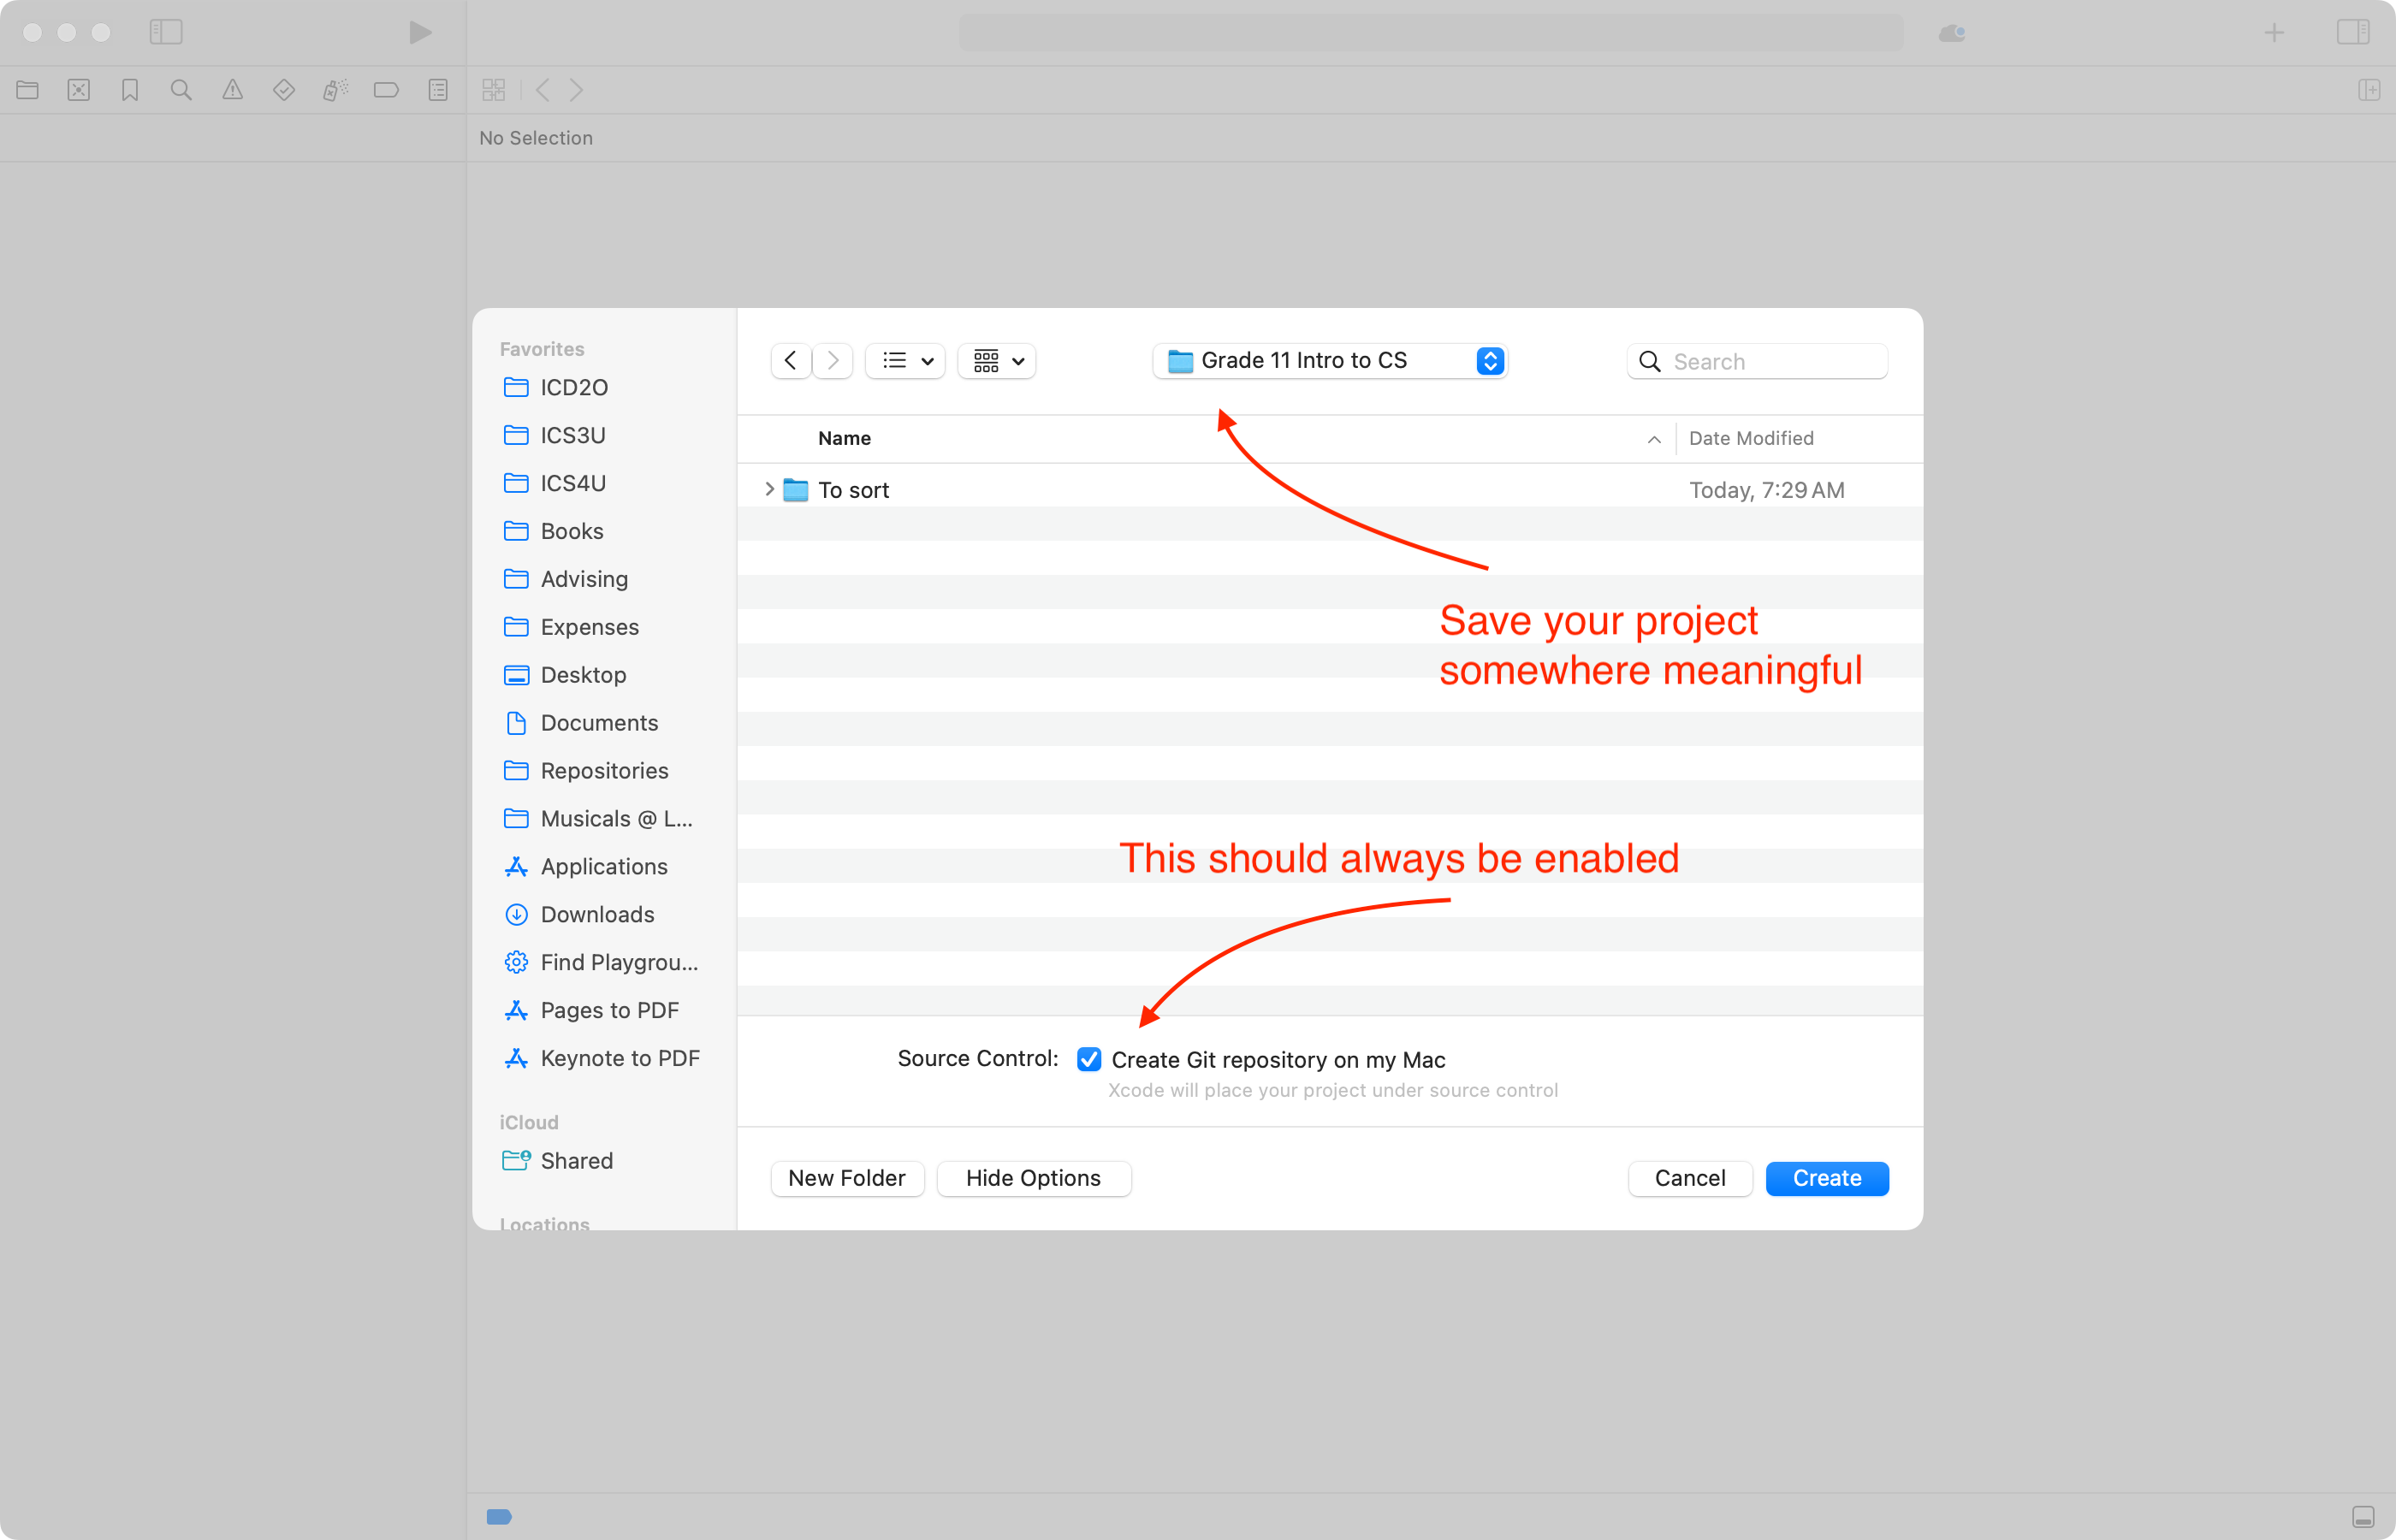 No Selection
Favorites
ICD2O
ICS3U
ICS4U
Books
Advising
Expenses
Desktop
Documents
Repositories
Musicals @ L...
Applications
Downloads
Find Playgrou...
Pages to PDF
Keynote to PDF
iCloud
Shared
Locations
Grade 11 Intro to CS
Search
Name
Date Modified
To sort
Today, 7:29 AM
Save your project
somewhere meaningful
This should always be enabled
Source Control:
Create Git repository on my Mac
Xcode will place your project under source control
New Folder
Hide Options
Cancel
Create